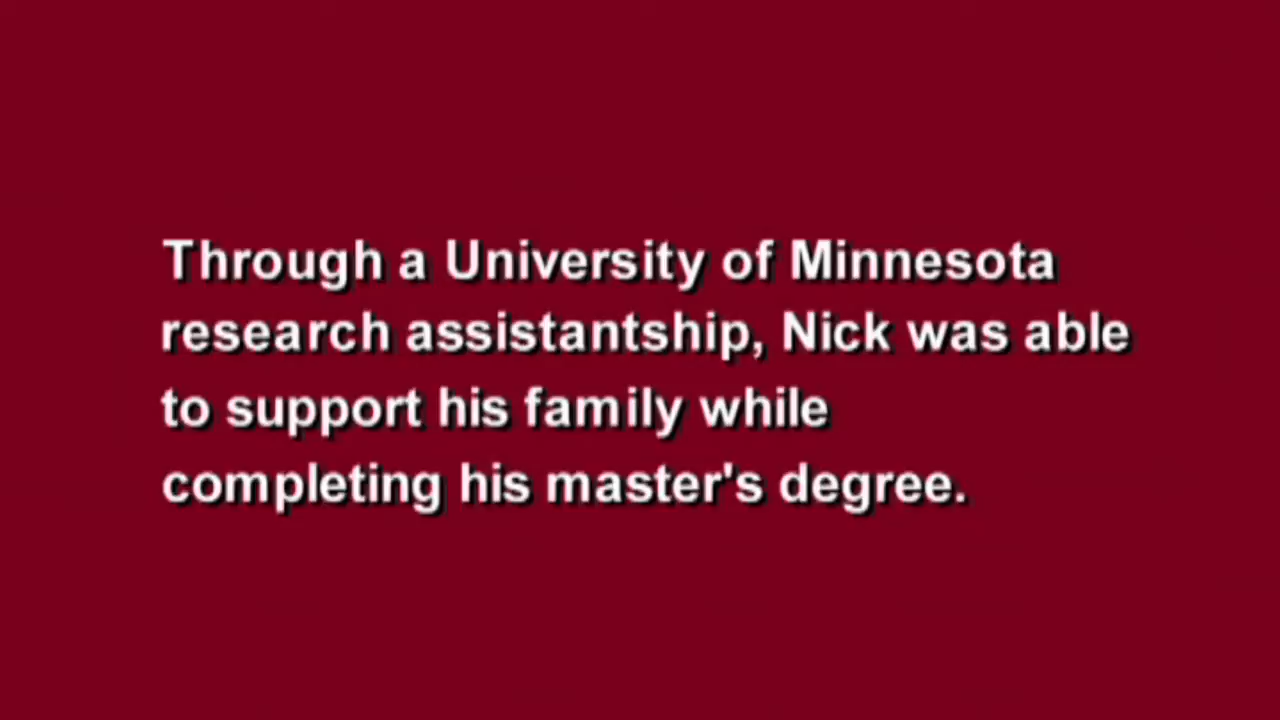 Through a University of Minnesota
research assistantship, Nick was able
to support his family while
completing his master's degree.